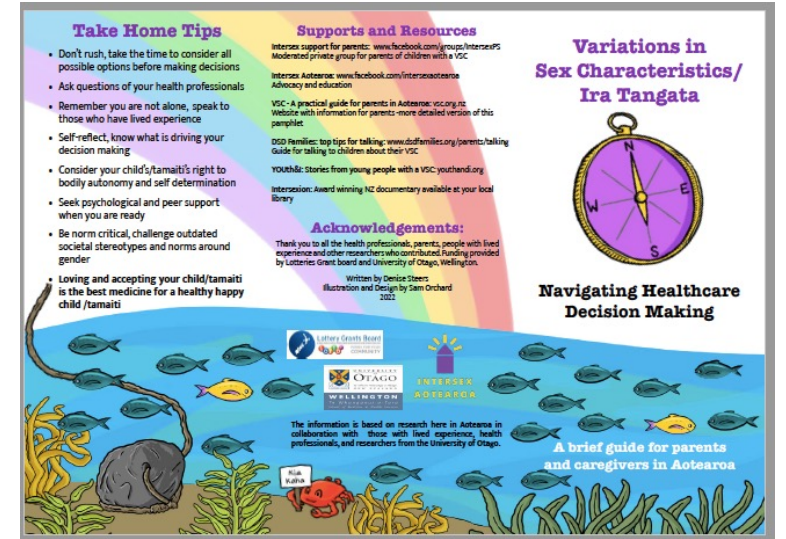 Take Home Tips
• Don't rush, take the time to consider all
possible options before making decisions
• Ask questions of your health professionals
• Remember you are not alone, speak to
those who have lived experience
• Self-reflect, know what is driving your
decision making
• Consider your child's/tamaiti's right to
bodily autonomy and self determination
• Seek psychological and peer support
when you are ready
• Be norm critical, challenge outdated
societal stereotypes and norms around
gender
• Loving and accepting your child/tamaiti
is the best medicine for a healthy happy
child /tamaiti
Supports and Resources
Intersex support for parents: www.facebook.com/groups/IntersexPS
Moderated private group for parents of children with a VSC
Intersex Aotearoa: www.facebook.com/intersexaotearoa
Advocacy and education
VSC - A practical guide for parents in Aotearoa: vsc.org.nz
Website with information for parents -more detailed version of this
pamphlet
DSD Families: top tips for talking: www.dsdfamilies.org/parents/talking
Guide for talking to children about their VSC
YOUth&I: Stories from young people with a VSC: youthandi.org
Intersexion: Award winning NZ documentary available at your local
library
Acknowledgements:
Thank you to all the health professionals, parents, people with lived
experience and other researchers who contributed. Funding provided
by Lotteries Grant board and University of Otago, Wellington.
Written by Denise Steers
Illustration and Design by Sam Orchard
2022
Lottery Grants Board
COMMUNITY
UNIVERSITY
OTAGO
WELLINGTON
INTERSEX
AOTEAROA
The information is based on research here in Aotearoa in
collaboration with those with lived experience, health
professionals, and researchers from the University of Otago.
Kia
Kaha
Variations in
Sex Characteristics/
Ira Tangata
N
E
W
S
Navigating Healthcare
Decision Making
A brief guide for parents
and caregivers in Aotearoa